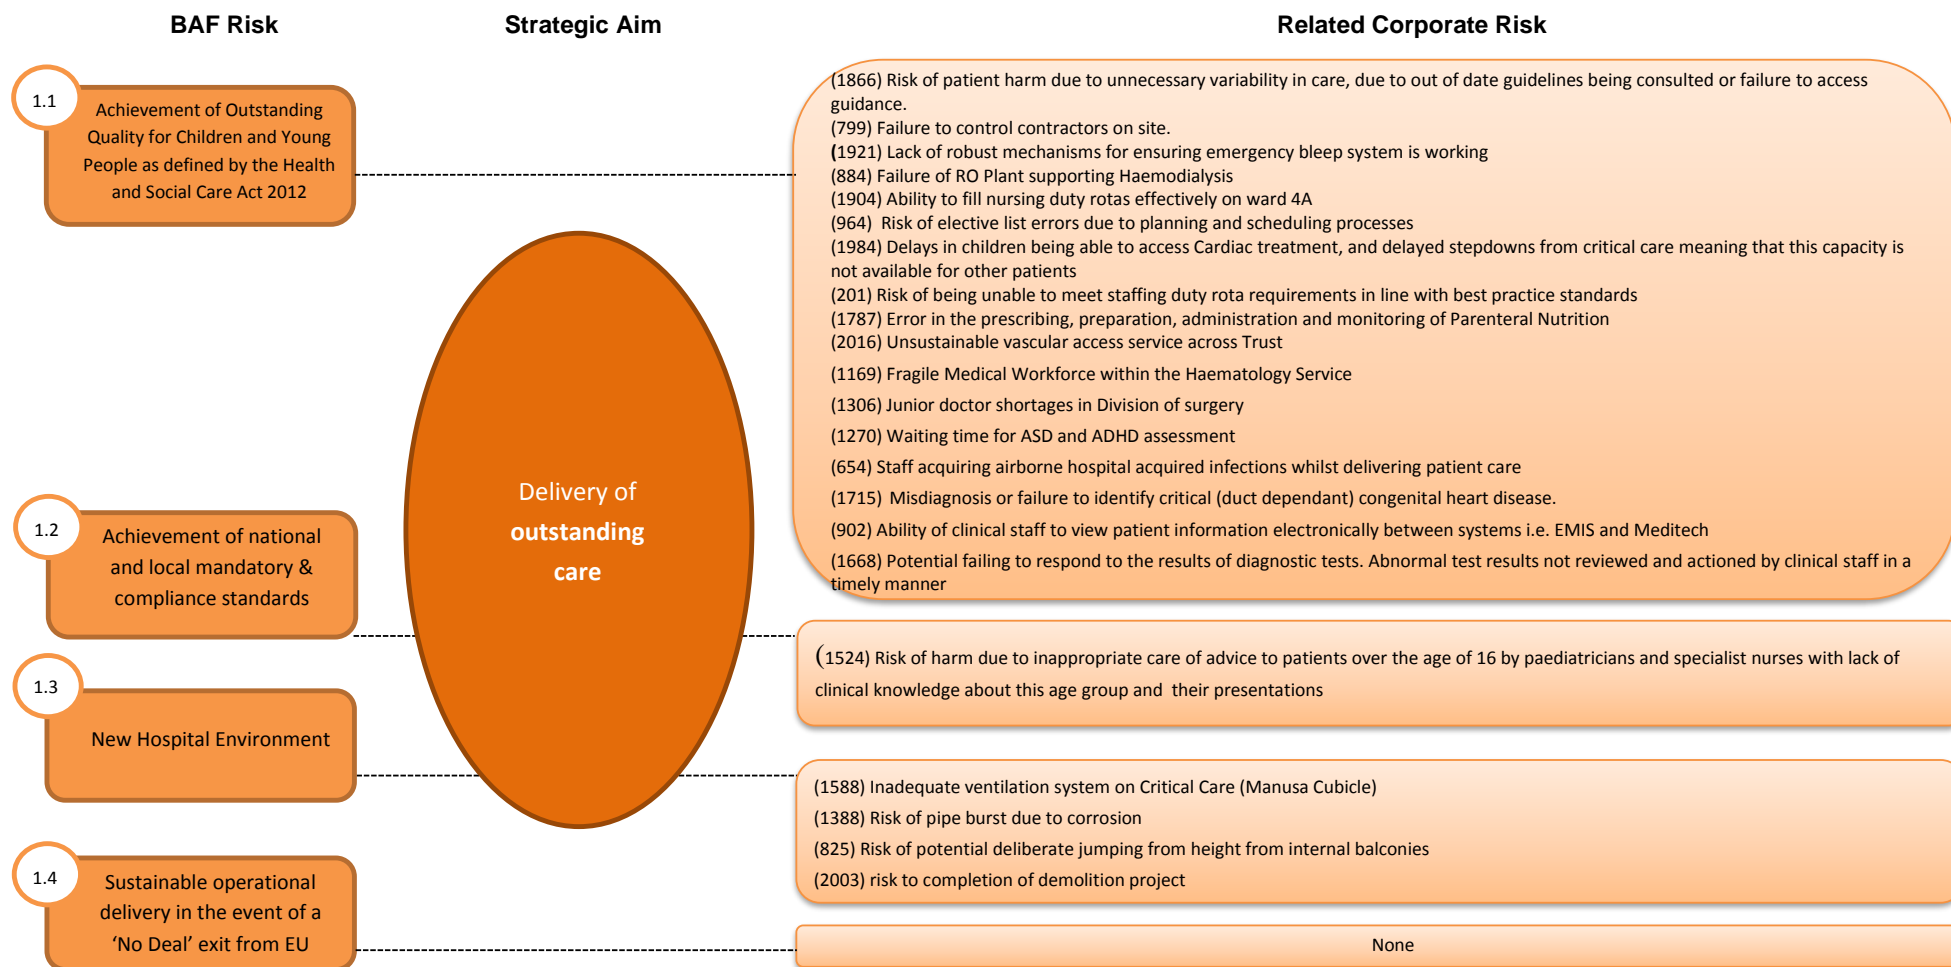 BAF Risk
Strategic Aim
Related Corporate Risk
1.1
Achievement of Outstanding
Quality for Children and Young
People as defined by the Health
and Social Care Act 2012
(1866) Risk of patient harm due to unnecessary variability in care, due to out of date guidelines being consulted or failure to access
guidance.
(799) Failure to control contractors on site.
(1921) Lack of robust mechanisms for ensuring emergency bleep system is working
(884) Failure of RO Plant supporting Haemodialysis
(1904) Ability to fill nursing duty rotas effectively on ward 4A
(964) Risk of elective list errors due to planning and scheduling processes
(1984) Delays in children being able to access Cardiac treatment, and delayed stepdowns from critical care meaning that this capacity is
not available for other patients
(201) Risk of being unable to meet staffing duty rota requirements in line with best practice standards
(1787) Error in the prescribing, preparation, administration and monitoring of Parenteral Nutrition
(2016) Unsustainable vascular access service across Trust
(1169) Fragile Medical Workforce within the Haematology Service
(1306) Junior doctor shortages in Division of surgery
(1270) Waiting time for ASD and ADHD assessment
(654) Staff acquiring airborne hospital acquired infections whilst delivering patient care
(1715) Misdiagnosis or failure to identify critical (duct dependant) congenital heart disease.
(902) Ability of clinical staff to view patient information electronically between systems i.e. EMIS and Meditech
(1668) Potential failing to respond to the results of diagnostic tests. Abnormal test results not reviewed and actioned by clinical staff in a
timely manner
Delivery of
outstanding
care
1.2
Achievement of national
and local mandatory &
compliance standards
(1524) Risk of harm due to inappropriate care of advice to patients over the age of 16 by paediatricians and specialist nurses with lack of
clinical knowledge about this age group and their presentations
1.3
New Hospital Environment
(1588) Inadequate ventilation system on Critical Care (Manusa Cubicle)
(1388) Risk of pipe burst due to corrosion
(825) Risk of potential deliberate jumping from height from internal balconies
(2003) risk to completion of demolition project
1.4
Sustainable operational
delivery in the event of a
‘No Deal’ exit from EU
None